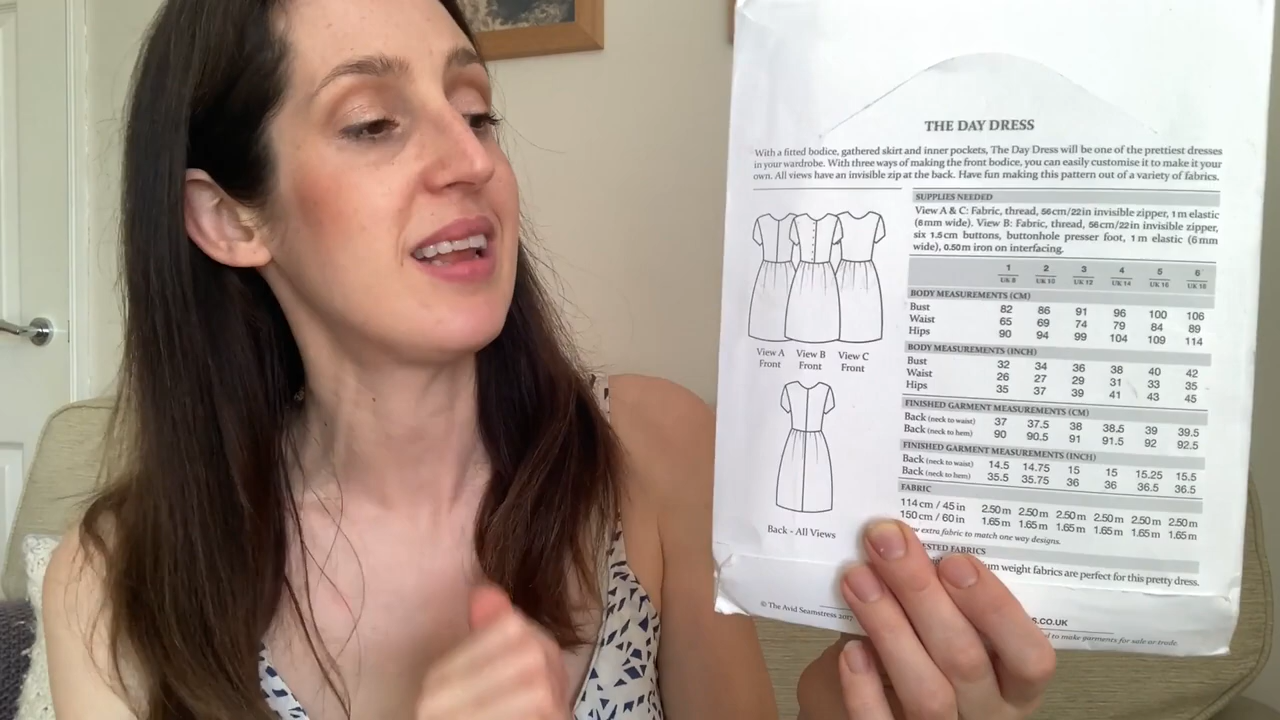 THE DAY DRESS
With a fitted bodice, gathered skirt and inner pockets, The Day Dress will be one of the prettiest dresses
in your wardrobe. With three ways of making the front bodice, you can easily customise it to make it your
own. All views have an invisible zip at the back. Have fun making this pattern out of a variety of fabrics.
View A Front
View B Front
View C Front
Back - All Views
SUPPLIES NEEDED
View A & C: Fabric, thread, 56cm/22in invisible zipper, 1m elastic
(6mm wide). View B: Fabric, thread, 56cm/22in invisible zipper,
six 1.5cm buttons, buttonhole presser foot, 1m elastic (6mm
wide), 0.50m iron on interfacing.
1 2 3 4 5 6
UK 8 UK 10 UK 12 UK 14 UK 16 UK 18
BODY MEASUREMENTS (CM)
Bust 82 86 91 96 100 106
Waist 65 69 74 79 84 89
Hips 90 94 99 104 109 114
BODY MEASUREMENTS (INCH)
Bust 32 34 36 38 40 42
Waist 26 27 29 31 33 35
Hips 35 37 39 41 43 45
FINISHED GARMENT MEASUREMENTS (CM)
Back (neck to waist) 37 37.5 38 38.5 39 39.5
Back (neck to hem) 90 90.5 91 91.5 92 92.5
FINISHED GARMENT MEASUREMENTS (INCH)
Back (neck to waist) 14.5 14.75 15 15 15.25 15.5
Back (neck to hem) 35.5 35.75 36 36 36.5 36.5
FABRIC
114cm / 45in 2.50m 2.50m 2.50m 2.50m 2.50m 2.50m
150cm / 60in 1.65m 1.65m 1.65m 1.65m 1.65m 1.65m
extra fabric to match one way designs.
FABRICS
weight fabrics are perfect for this pretty dress.
© The Avid Seamstress 2017
.CO.UK
to make garments for sale or trade.